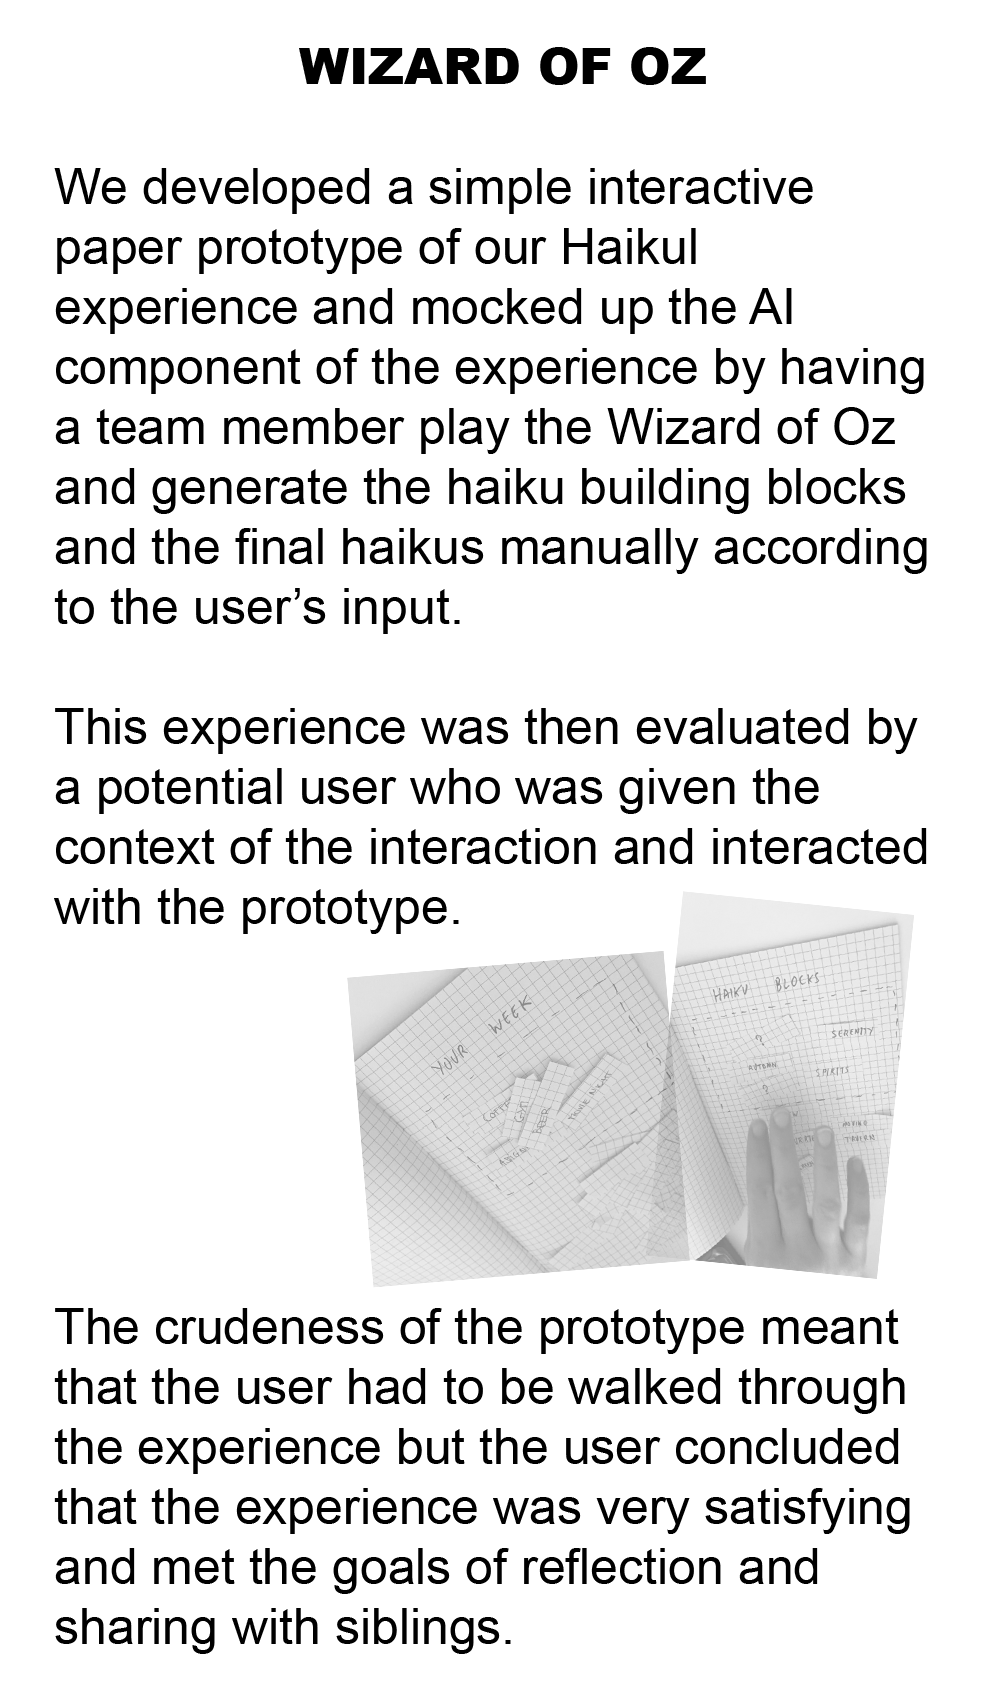 WIZARD OF OZ
We developed a simple interactive
paper prototype of our Haikul
experience and mocked up the AI
component of the experience by having
a team member play the Wizard of Oz
and generate the haiku building blocks
and the final haikus manually according
to the user’s input.
This experience was then evaluated by
a potential user who was given the
context of the interaction and interacted
with the prototype.
YOUR WEEK
GYM
BEER
HAIKU BLOCKS
?
SERENITY
AUTUMN
SPIRITS
?
TAVERN
The crudeness of the prototype meant
that the user had to be walked through
the experience but the user concluded
that the experience was very satisfying
and met the goals of reflection and
sharing with siblings.